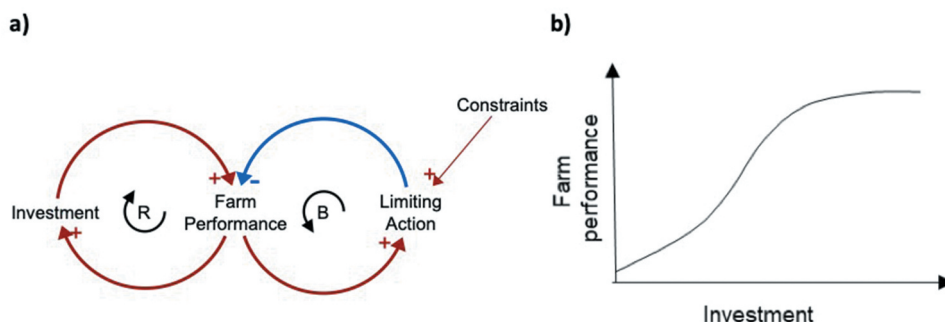 a)
Constraints
+
+
-
Investment
+
R
Farm
Performance
B
Limiting
Action
+
b)
Farm
performance
Investment